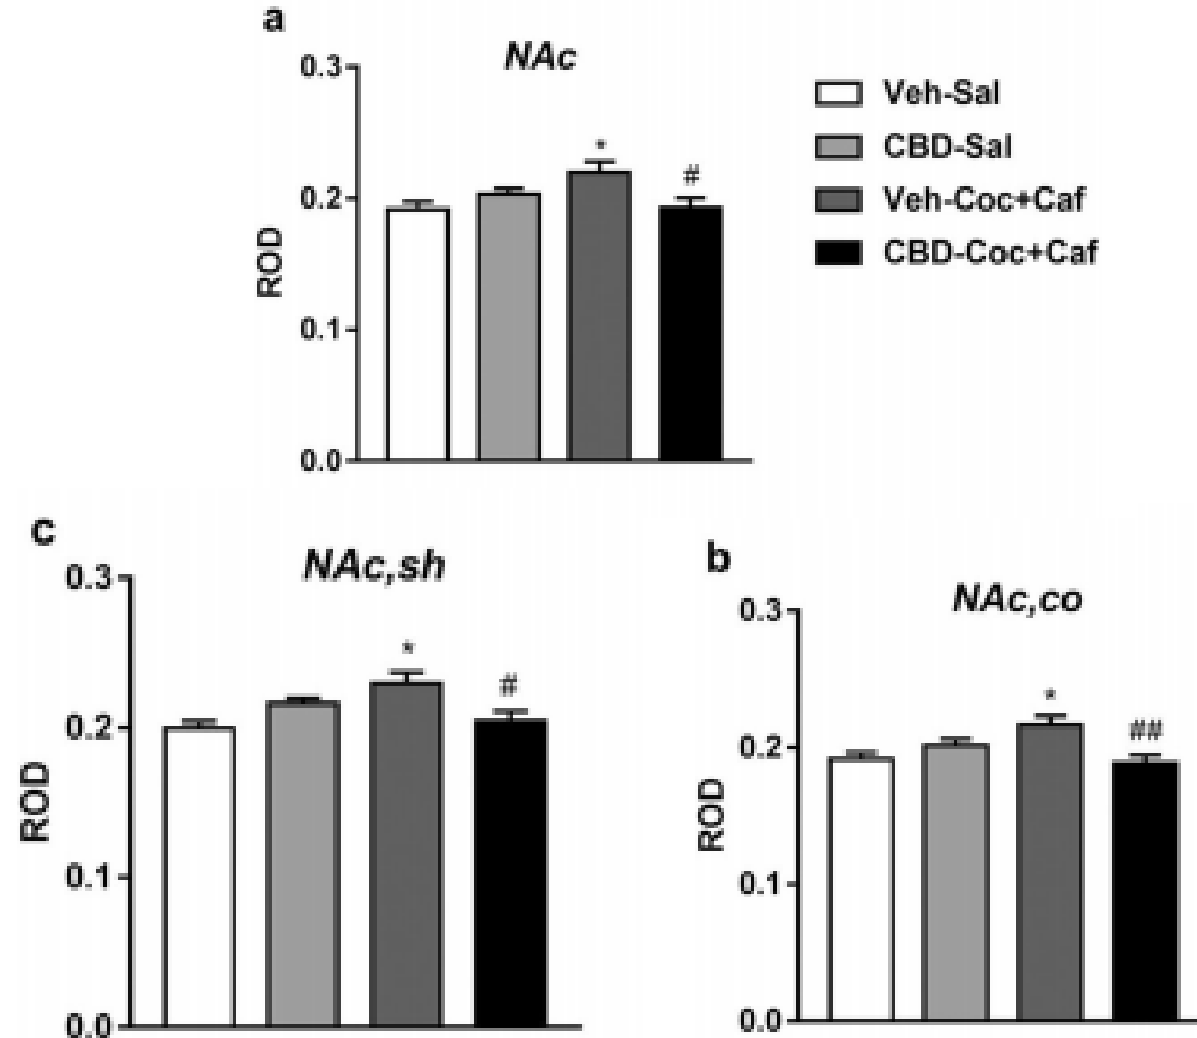 a
NAc
0.3
0.2
0.1
0.0
ROD
*
#
Veh-Sal
CBD-Sal
Veh-Coc+Caf
CBD-Coc+Caf
c
NAc,sh
0.3
0.2
0.1
0.0
ROD
*
#
b
NAc,co
0.3
0.2
0.1
0.0
ROD
*
##